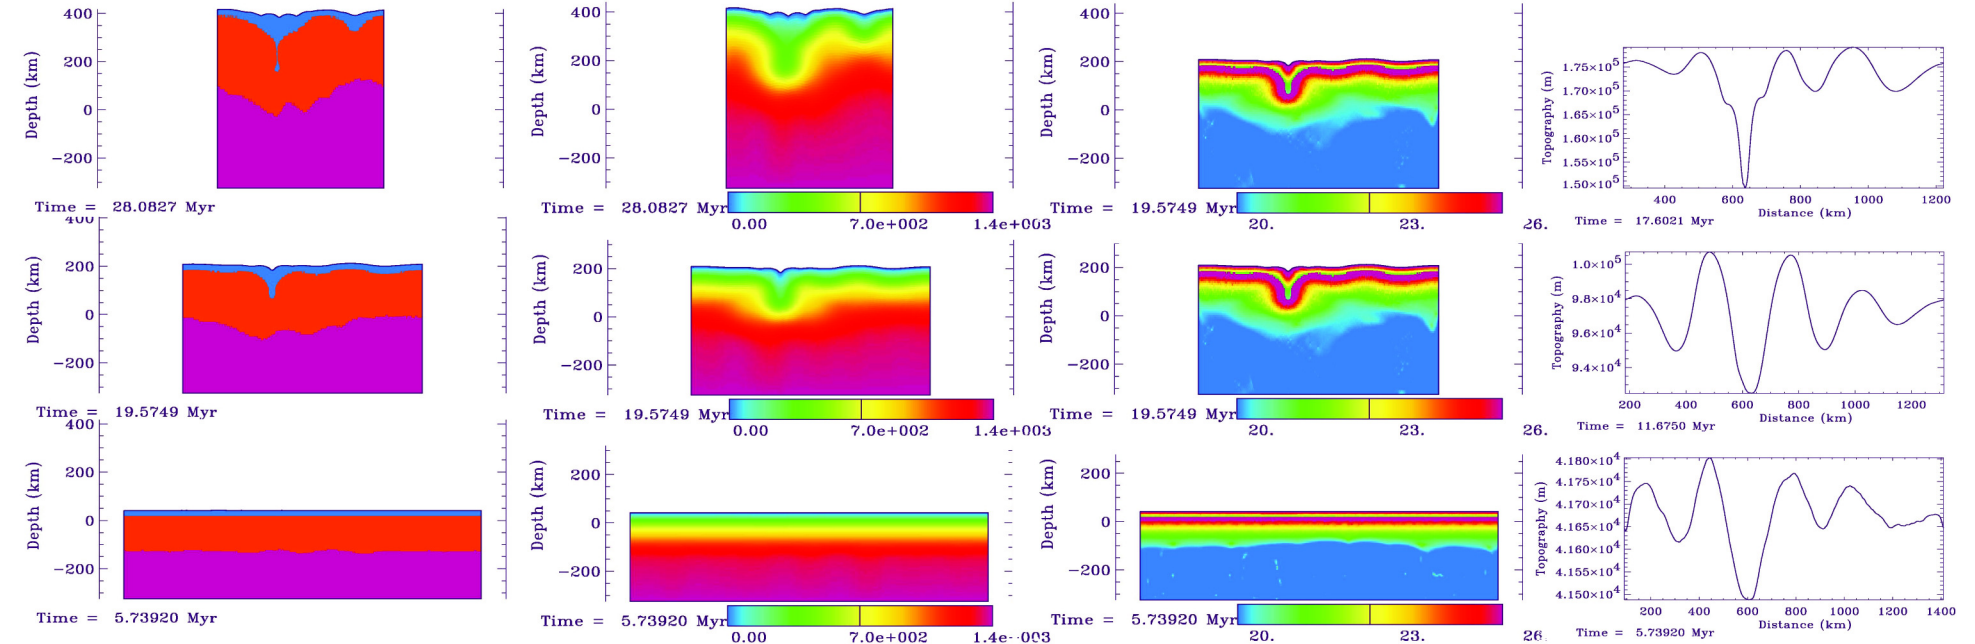 400
200
0
−200
Depth (km)
Time = 28.0827 Myr
400
200
0
−200
Depth (km)
Time = 28.0827 Myr
0.00 7.0e+002 1.4e+003
400
200
0
−200
Depth (km)
Time = 19.5749 Myr
20. 23. 26.
1.75×10⁵
1.70×10⁵
1.65×10⁵
1.60×10⁵
1.55×10⁵
1.50×10⁵
Topography (m)
400 600 800 1000 1200
Distance (km)
Time = 17.6021 Myr
400
200
0
−200
Depth (km)
Time = 19.5749 Myr
200
0
−200
Depth (km)
Time = 19.5749 Myr
0.00 7.0e+002 1.4e+003
400
200
0
−200
Depth (km)
Time = 19.5749 Myr
20. 23. 26.
1.0×10⁵
9.8×10⁴
9.6×10⁴
9.4×10⁴
Topography (m)
200 400 600 800 1000 1200
Distance (km)
Time = 11.6750 Myr
400
200
0
−200
Depth (km)
Time = 5.73920 Myr
200
0
−200
Depth (km)
Time = 5.73920 Myr
0.00 7.0e+002
200
0
−200
Depth (km)
Time = 5.73920 Myr
20. 23. 26.
4.180×10⁴
4.175×10⁴
4.170×10⁴
4.165×10⁴
4.160×10⁴
4.155×10⁴
4.150×10⁴
Topography (m)
200 400 600 800 1000 1200 1400
Distance (km)
Time = 5.73920 Myr